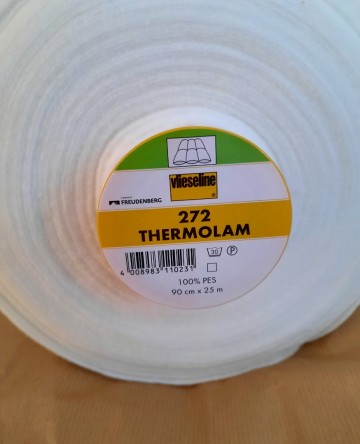 vlieseline
FREUDENBERG
272
THERMOLAM
30 P
4 008983 110231
100% PES
90 cm x 25 m